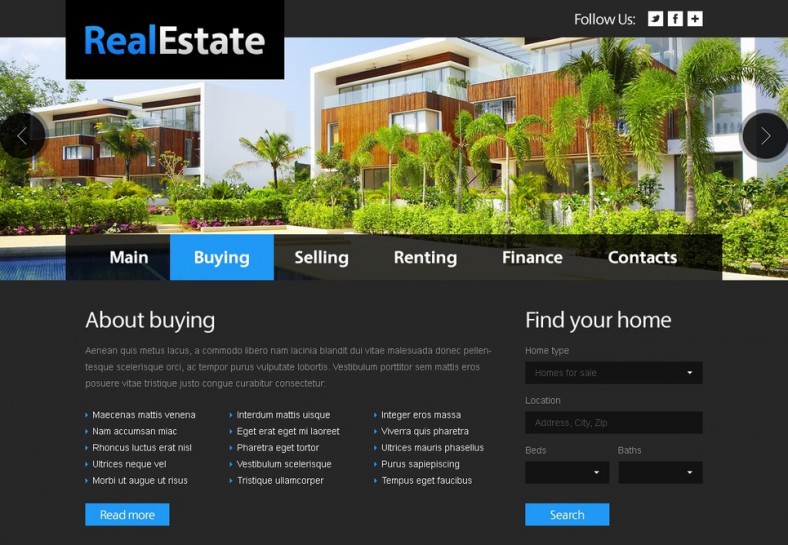 RealEstate
Follow Us:
Main Buying Selling Renting Finance Contacts
About buying
Aenean quis metus lacus, a commodo libero nam lacinia blandit dui vitae malesuada donec pellen-
tesque scelerisque orci, ac tempor purus vulputate lobortis. Vestibulum porttitor sem mattis eros
posuere vitae tristique justo congue curabitur consectetur.
Maecenas mattis venena
Nam accumsan miac
Rhoncus luctus erat nisl
Ultrices neque vel
Morbi ut augue ut risus
Interdum mattis uisque
Eget erat eget mi laoreet
Pharetra eget tortor
Vestibulum scelerisque
Tristique ullamcorper
Integer eros massa
Viverra quis pharetra
Ultrices mauris phasellus
Purus sapiepiscing
Tempus eget faucibus
Read more
Find your home
Home type
Homes for sale
Location
Address, City, Zip
Beds Baths
Search